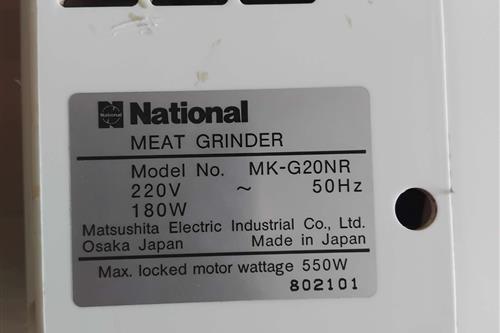 National National
MEAT GRINDER
Model No. MK-G20NR
220V ~ 50Hz
180W
Matsushita Electric Industrial Co., Ltd.
Osaka Japan Made in Japan
Max. locked motor wattage 550W
802101